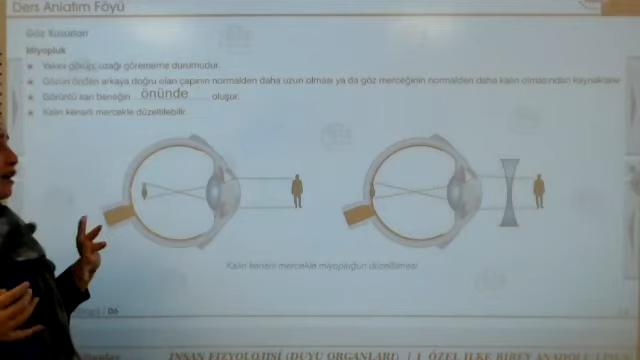 Ders Anlatım Föyü
Göz Kusurları
Miyopluk
Yakını görüp, uzağı görememe durumudur.
Gözün önden arkaya doğru olan çapının normalden daha uzun olması ya da göz merceğinin normalden daha kalın olmasından kaynaklanır
Görüntü sarı beneğin önünde oluşur.
Kalın kenarlı mercekle düzeltilebilir.
Kalın kenarlı mercekle miyopluğun düzeltilmesi
06
İNSAN FİZYOLOJİSİ (DUYU ORGANLARI)